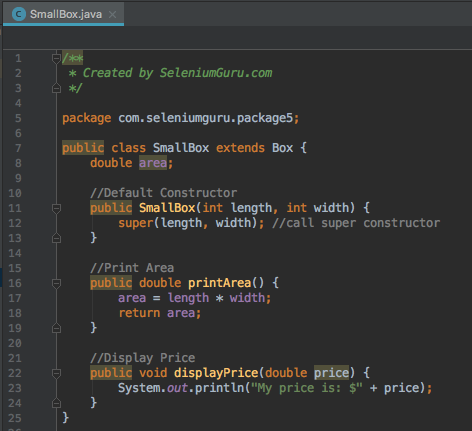 SmallBox.java
1 /**
2 * Created by SeleniumGuru.com
3 */
4
5 package com.seleniumguru.package5;
6
7 public class SmallBox extends Box {
8 double area;
9
10 //Default Constructor
11 public SmallBox(int length, int width) {
12 super(length, width); //call super constructor
13 }
14
15 //Print Area
16 public double printArea() {
17 area = length * width;
18 return area;
19 }
20
21 //Display Price
22 public void displayPrice(double price) {
23 System.out.println("My price is: $" + price);
24 }
25 }